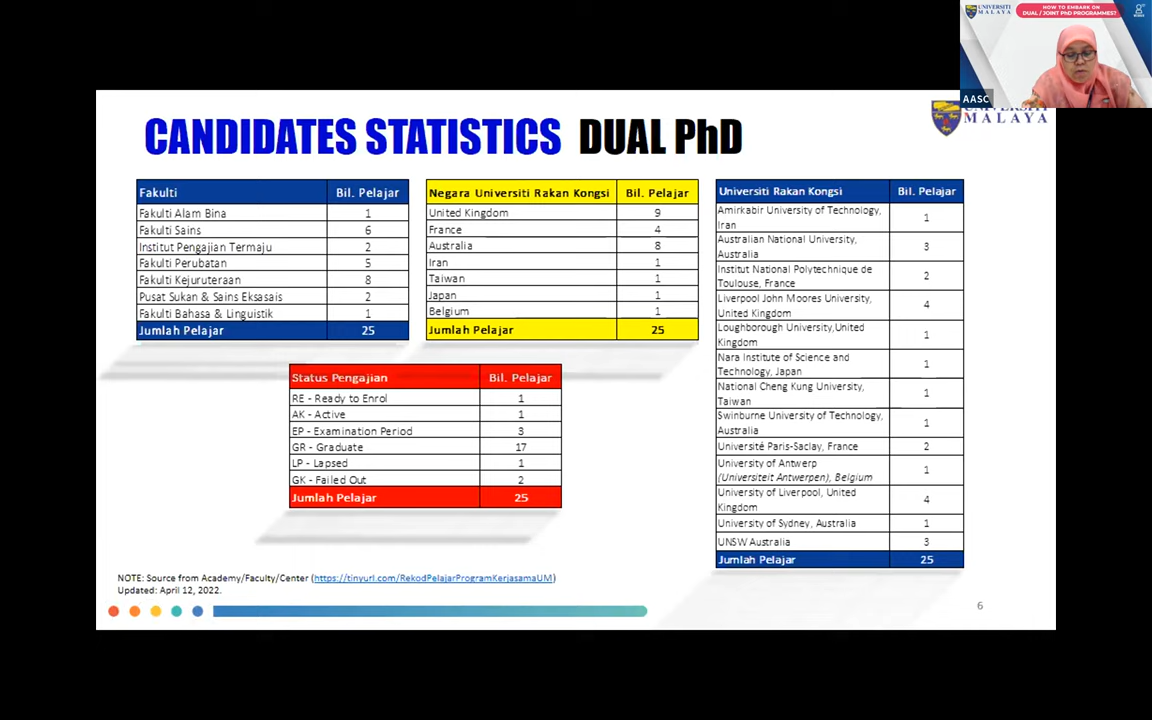 UNIVERSITI
MALAYA
HOW TO EMBARK ON
DUAL / JOINT PhD PROGRAMMES?
AASC
MALAYA
CANDIDATES STATISTICS DUAL PhD
Fakulti Bil. Pelajar
Fakulti Alam Bina 1
Fakulti Sains 6
Institut Pengajian Termaju 2
Fakulti Perubatan 5
Fakulti Kejuruteraan 8
Pusat Sukan & Sains Eksasais 2
Fakulti Bahasa & Linguistik 1
Jumlah Pelajar 25
Negara Universiti Rakan Kongsi Bil. Pelajar
United Kingdom 9
France 4
Australia 8
Iran 1
Taiwan 1
Japan 1
Belgium 1
Jumlah Pelajar 25
Universiti Rakan Kongsi Bil. Pelajar
Amirkabir University of Technology,
Iran 1
Australian National University,
Australia 3
Institut National Polytechnique de
Toulouse, France 2
Liverpool John Moores University,
United Kingdom 4
Loughborough University,United
Kingdom 1
Nara Institute of Science and
Technology, Japan 1
National Cheng Kung University,
Taiwan 1
Swinburne University of Technology,
Australia 1
Université Paris-Saclay, France 2
University of Antwerp
(Universiteit Antwerpen), Belgium 1
University of Liverpool, United
Kingdom 4
University of Sydney, Australia 1
UNSW Australia 3
Jumlah Pelajar 25
Status Pengajian Bil. Pelajar
RE - Ready to Enrol 1
AK - Active 1
EP - Examination Period 3
GR - Graduate 17
LP - Lapsed 1
GK - Failed Out 2
Jumlah Pelajar 25
NOTE: Source from Academy/Faculty/Center (https://tinyurl.com/RekodPelajarProgramKerjasamaUM)
Updated: April 12, 2022.
6